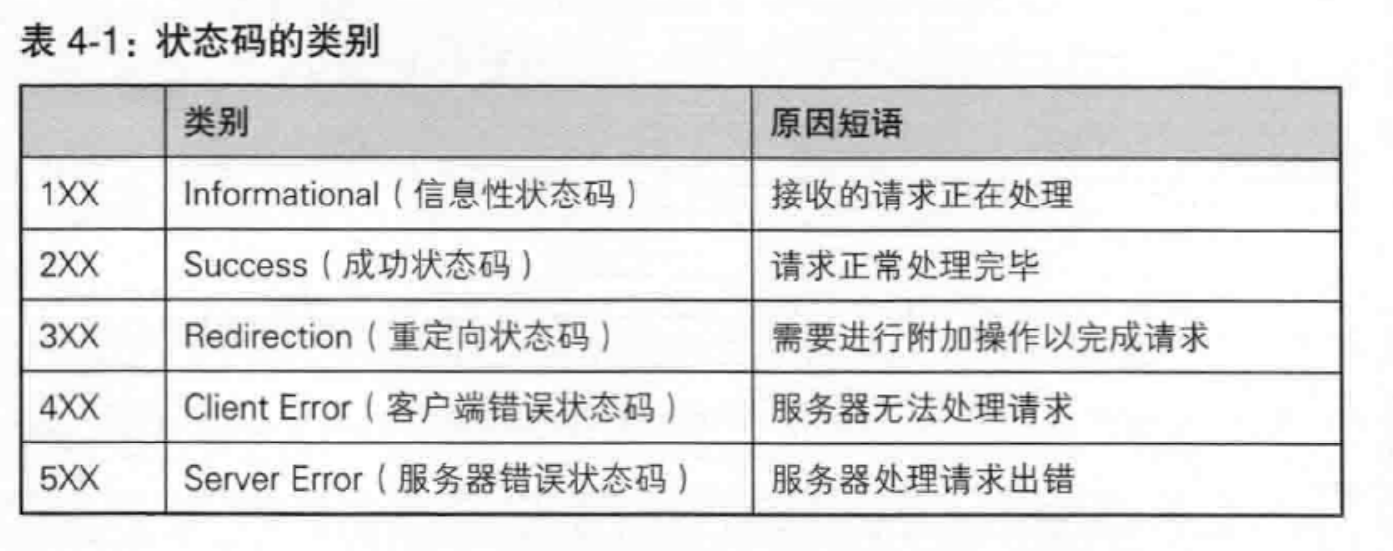 表 4-1：状态码的类别
类别 原因短语
1XX Informational（信息性状态码） 接收的请求正在处理
2XX Success（成功状态码） 请求正常处理完毕
3XX Redirection（重定向状态码） 需要进行附加操作以完成请求
4XX Client Error（客户端错误状态码） 服务器无法处理请求
5XX Server Error（服务器错误状态码） 服务器处理请求出错